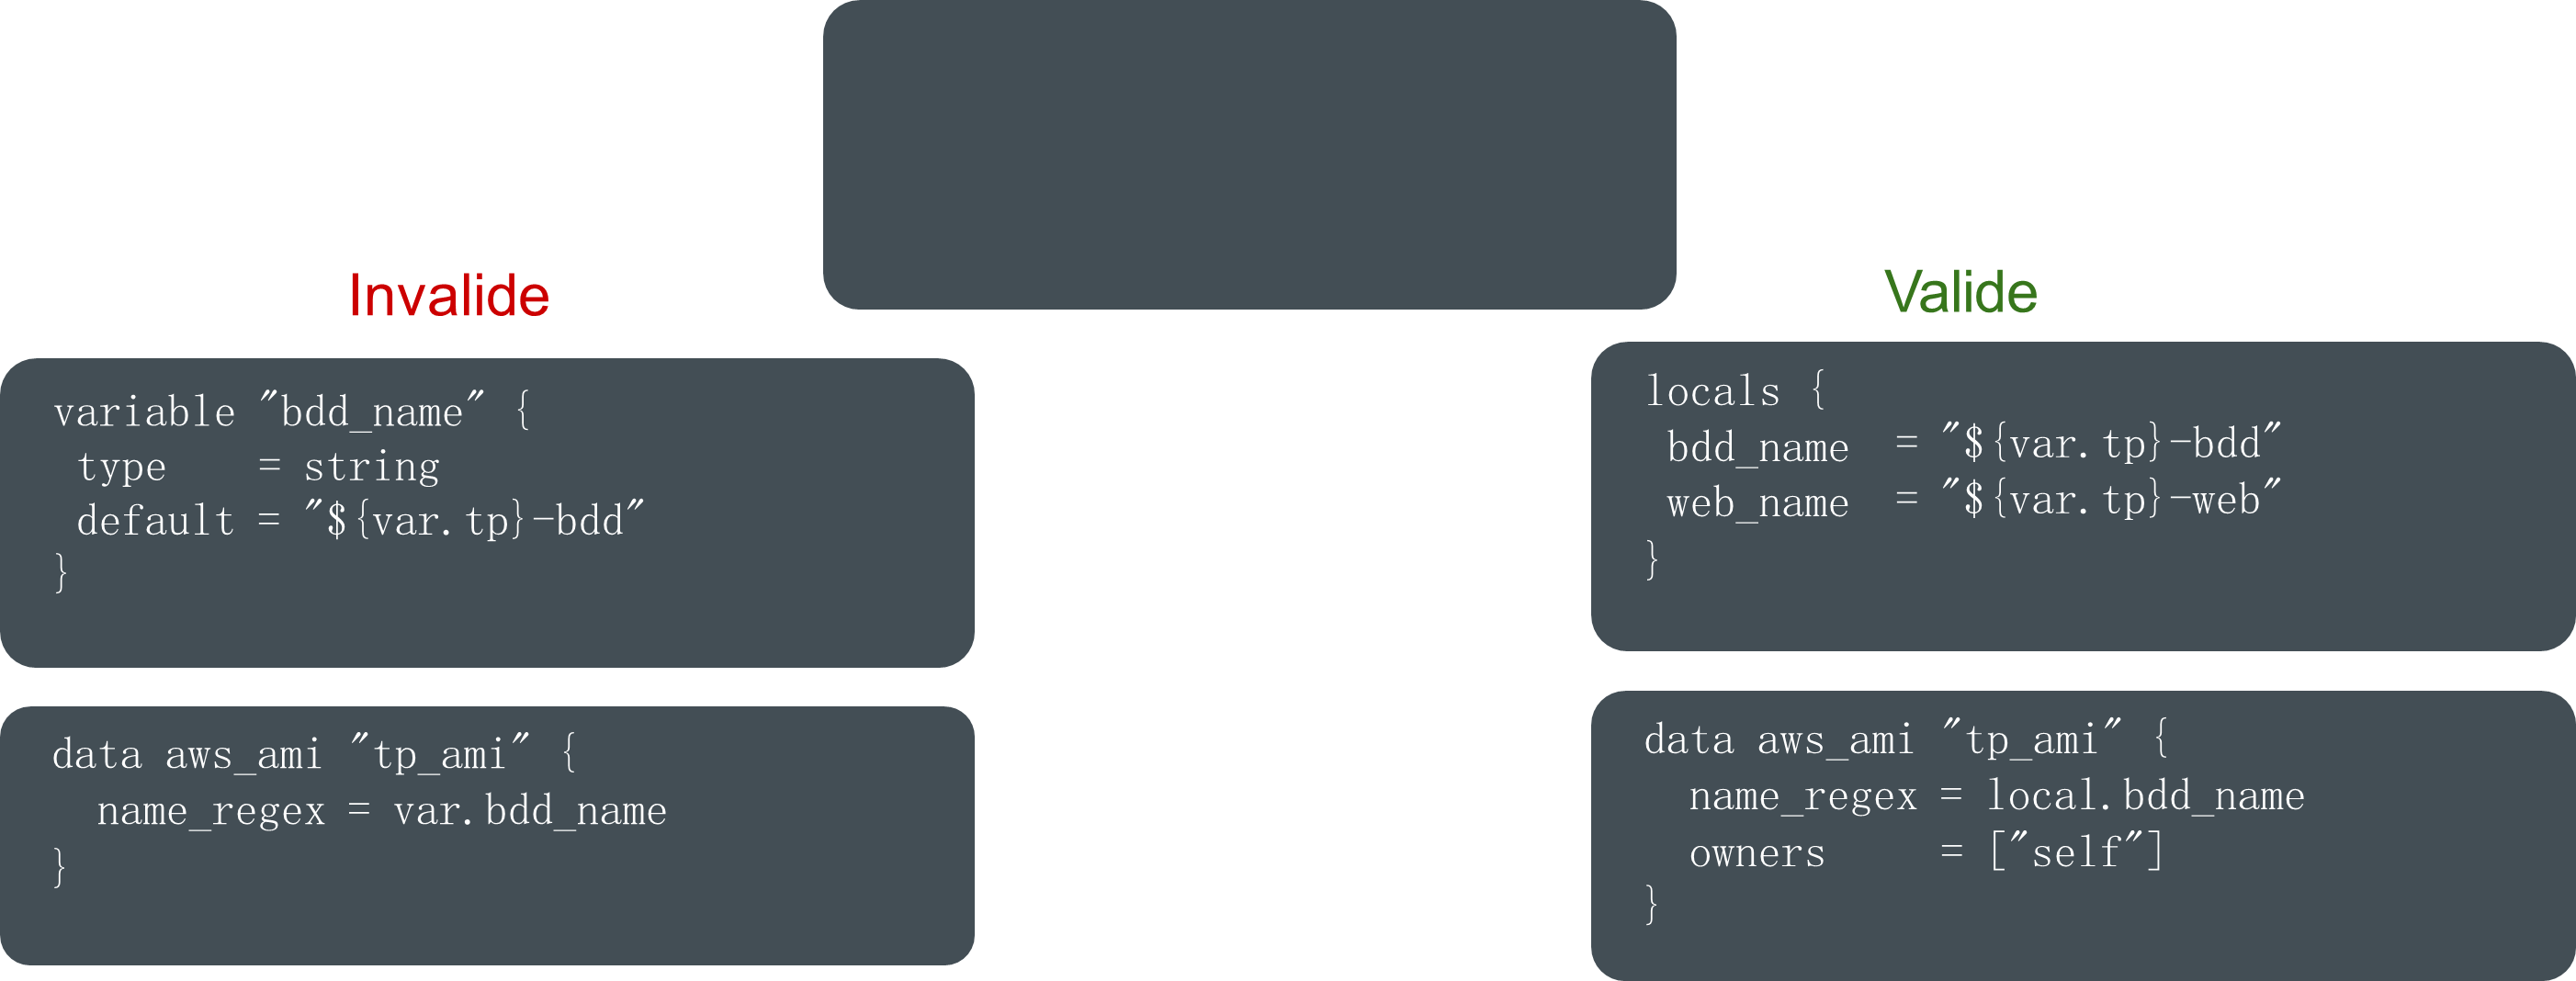 Invalide
variable "bdd_name" {
 type    = string
 default = "${var.tp}-bdd"
}
data aws_ami "tp_ami" {
  name_regex = var.bdd_name
}
Valide
locals {
 bdd_name  = "${var.tp}-bdd"
 web_name  = "${var.tp}-web"
}
data aws_ami "tp_ami" {
  name_regex = local.bdd_name
  owners     = ["self"]
}